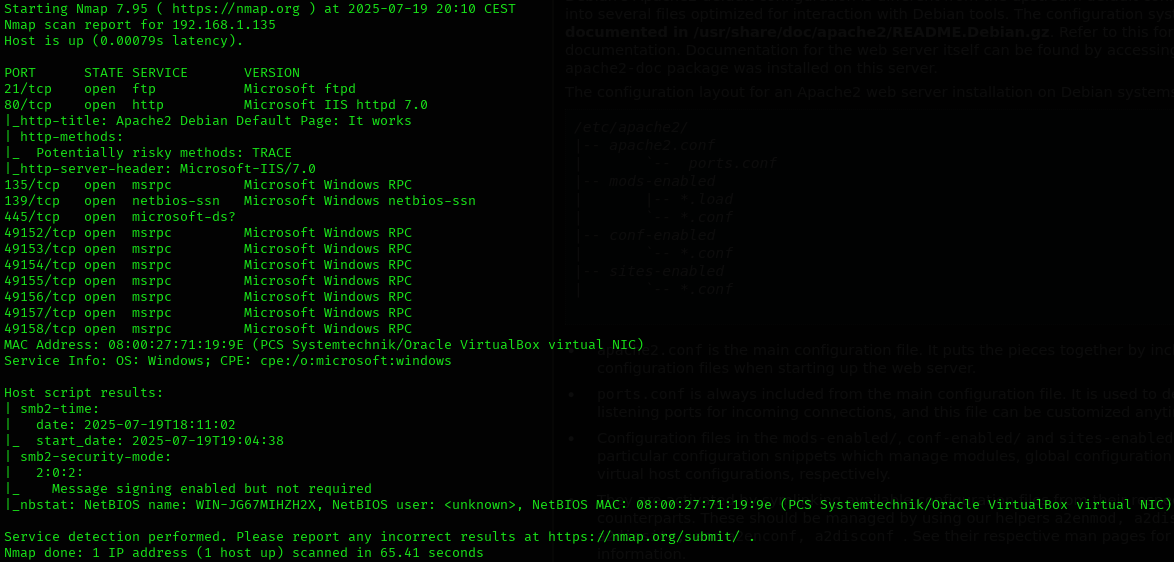 Starting Nmap 7.95 ( https://nmap.org ) at 2025-07-19 20:10 CEST
Nmap scan report for 192.168.1.135
Host is up (0.00079s latency).
PORT      STATE SERVICE      VERSION
21/tcp    open  ftp          Microsoft ftpd
80/tcp    open  http         Microsoft IIS httpd 7.0
|_http-title: Apache2 Debian Default Page: It works
| http-methods:
|_  Potentially risky methods: TRACE
|_http-server-header: Microsoft-IIS/7.0
135/tcp   open  msrpc        Microsoft Windows RPC
139/tcp   open  netbios-ssn  Microsoft Windows netbios-ssn
445/tcp   open  microsoft-ds?
49152/tcp open  msrpc        Microsoft Windows RPC
49153/tcp open  msrpc        Microsoft Windows RPC
49154/tcp open  msrpc        Microsoft Windows RPC
49155/tcp open  msrpc        Microsoft Windows RPC
49156/tcp open  msrpc        Microsoft Windows RPC
49157/tcp open  msrpc        Microsoft Windows RPC
49158/tcp open  msrpc        Microsoft Windows RPC
MAC Address: 08:00:27:71:19:9E (PCS Systemtechnik/Oracle VirtualBox virtual NIC)
Service Info: OS: Windows; CPE: cpe:/o:microsoft:windows
Host script results:
| smb2-time:
|   date: 2025-07-19T18:11:02
|_  start_date: 2025-07-19T19:04:38
| smb2-security-mode:
|   2:0:2:
|_    Message signing enabled but not required
|_nbstat: NetBIOS name: WIN-JG67MIHZH2X, NetBIOS user: <unknown>, NetBIOS MAC: 08:00:27:71:19:9e (PCS Systemtechnik/Oracle VirtualBox virtual NIC)
Service detection performed. Please report any incorrect results at https://nmap.org/submit/ .
Nmap done: 1 IP address (1 host up) scanned in 65.41 seconds
into several files optimized for interaction with Debian tools. The configuration sys
documented in /usr/share/doc/apache2/README.Debian.gz. Refer to this for
documentation. Documentation for the web server itself can be found by accessing
apache2-doc package was installed on this server.
The configuration layout for an Apache2 web server installation on Debian systems
/etc/apache2/
|-- apache2.conf
|       `--  ports.conf
|-- mods-enabled
|       |-- *.load
|       `-- *.conf
|-- conf-enabled
|       `-- *.conf
|-- sites-enabled
|       `-- *.conf
is the main configuration file. It puts the pieces together by inc
configuration files when starting up the web server.
• ports.conf is always included from the main configuration file. It is used to d
listening ports for incoming connections, and this file can be customized anyti
• Configuration files in the mods-enabled/, conf-enabled/ and sites-enabled
particular configuration snippets which manage modules, global configuration
virtual host configurations, respectively.
counterparts. These should be managed by using our helpers a2enmod, a2di
a2disconf . See their respective man pages for
information.